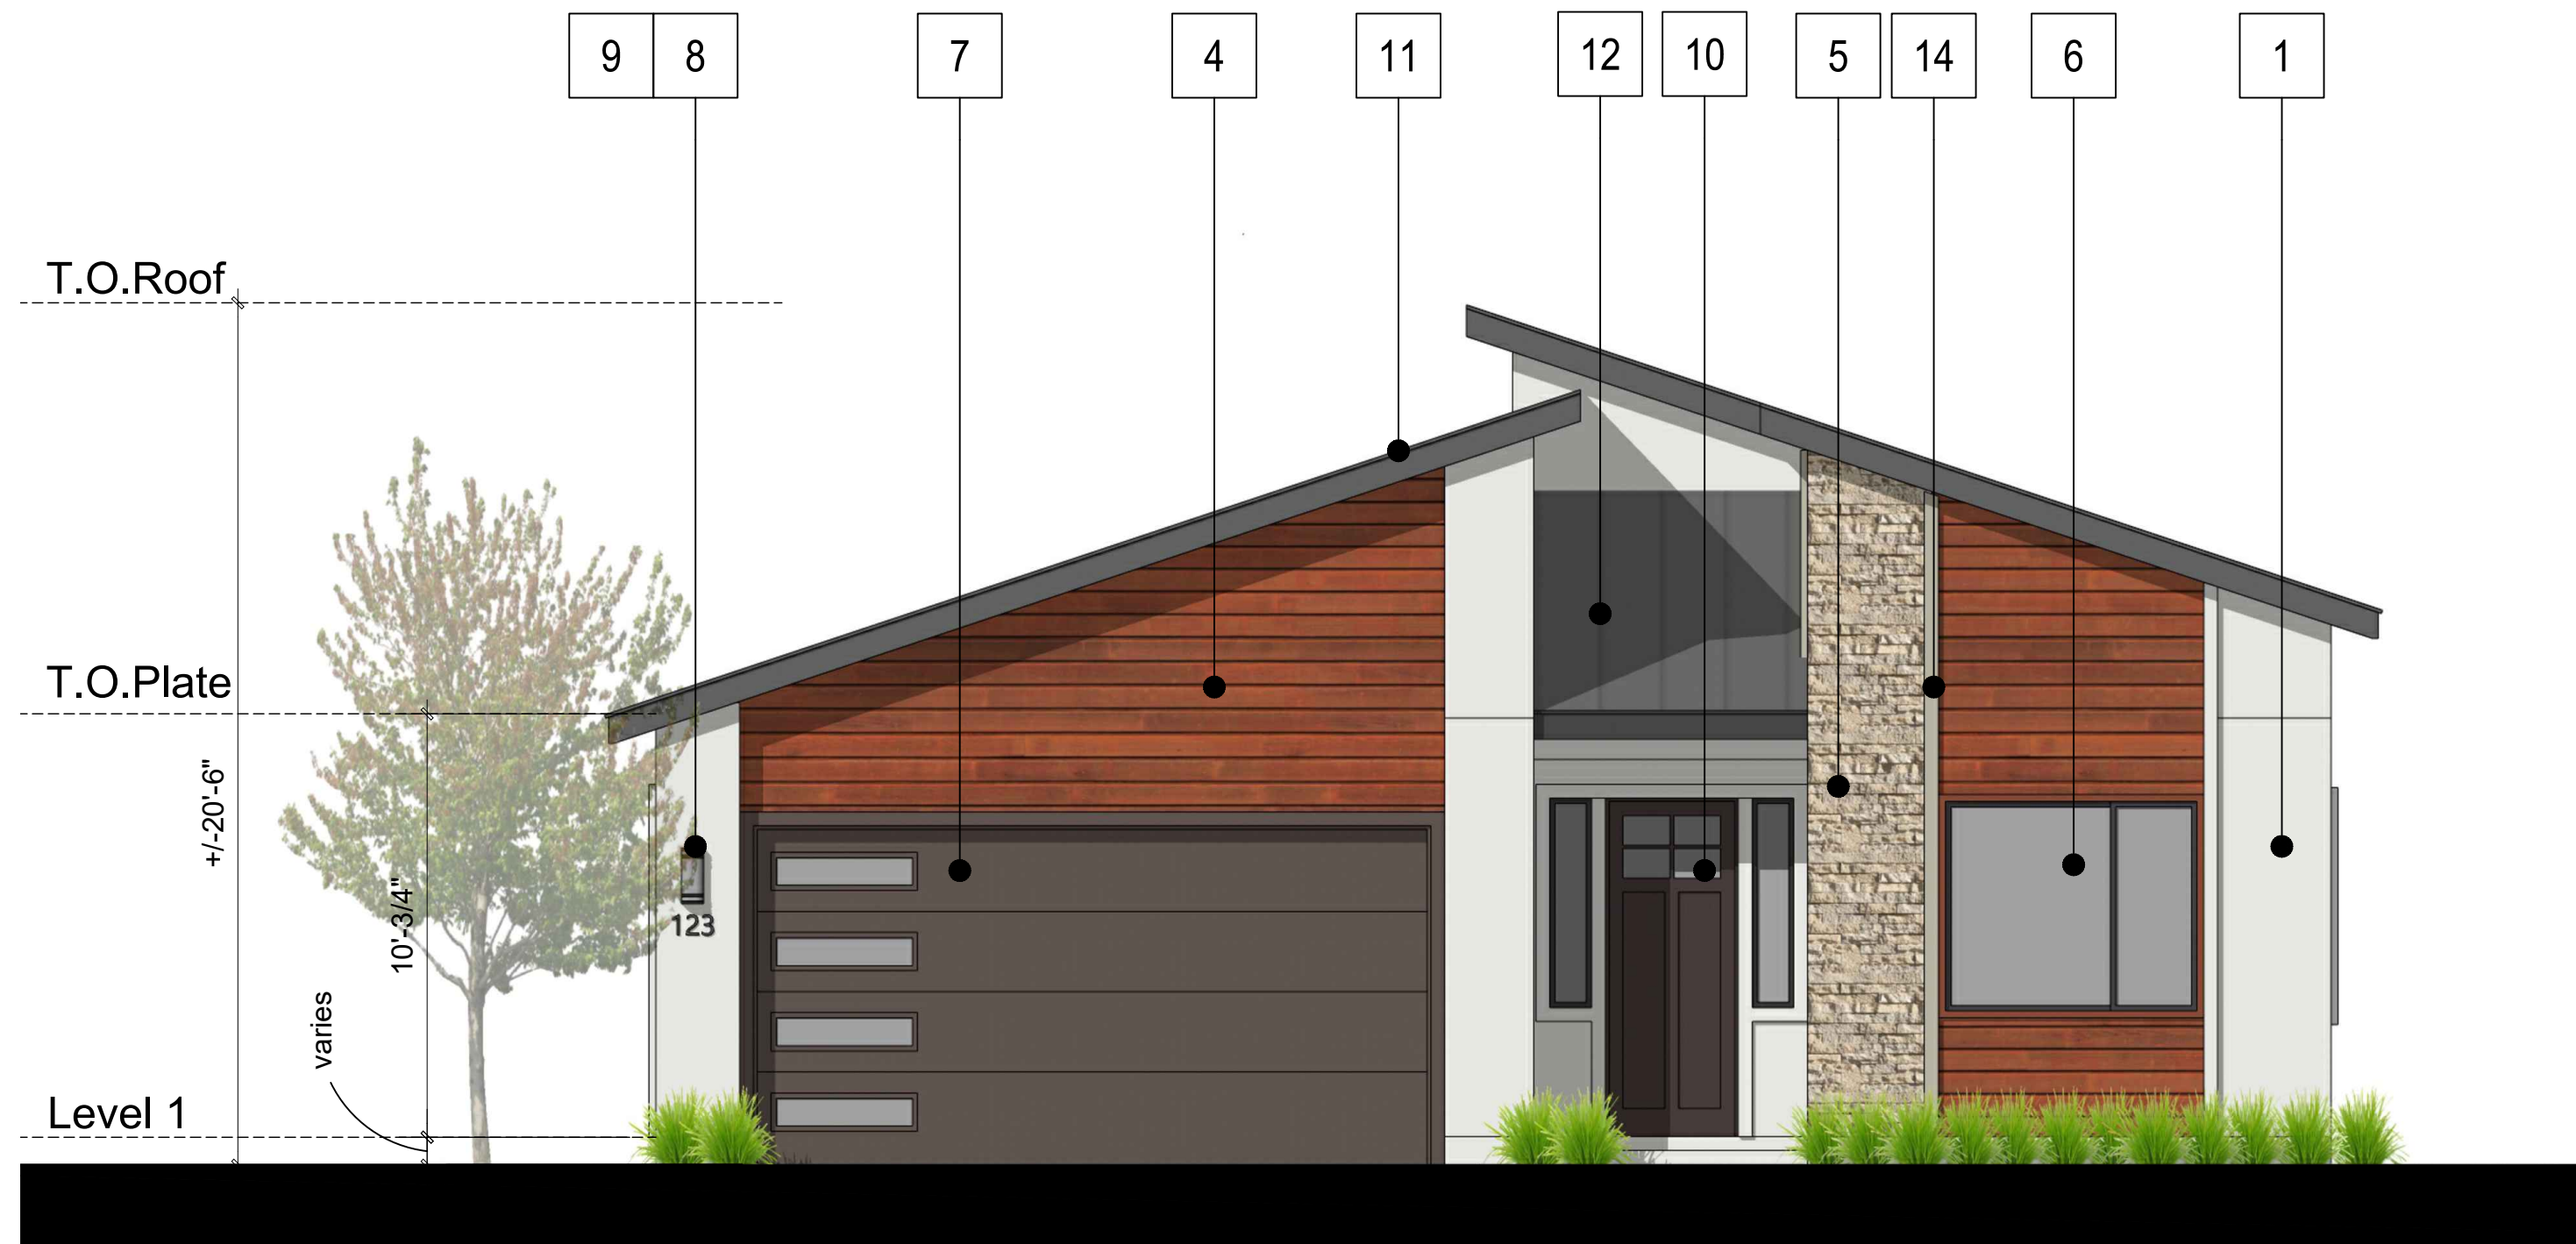 9 8 7 4 11 12 10 5 14 6 1
T.O.Roof
T.O.Plate
+/-20'-6"
10'-3/4"
123
varies
Level 1